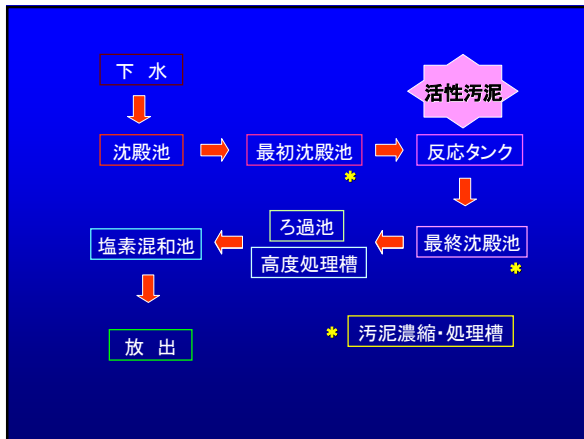 下 水
活性汚泥
沈殿池
最初沈殿池
*
反応タンク
塩素混和池
ろ過池
高度処理槽
最終沈殿池
*
放 出
* 汚泥濃縮・処理槽